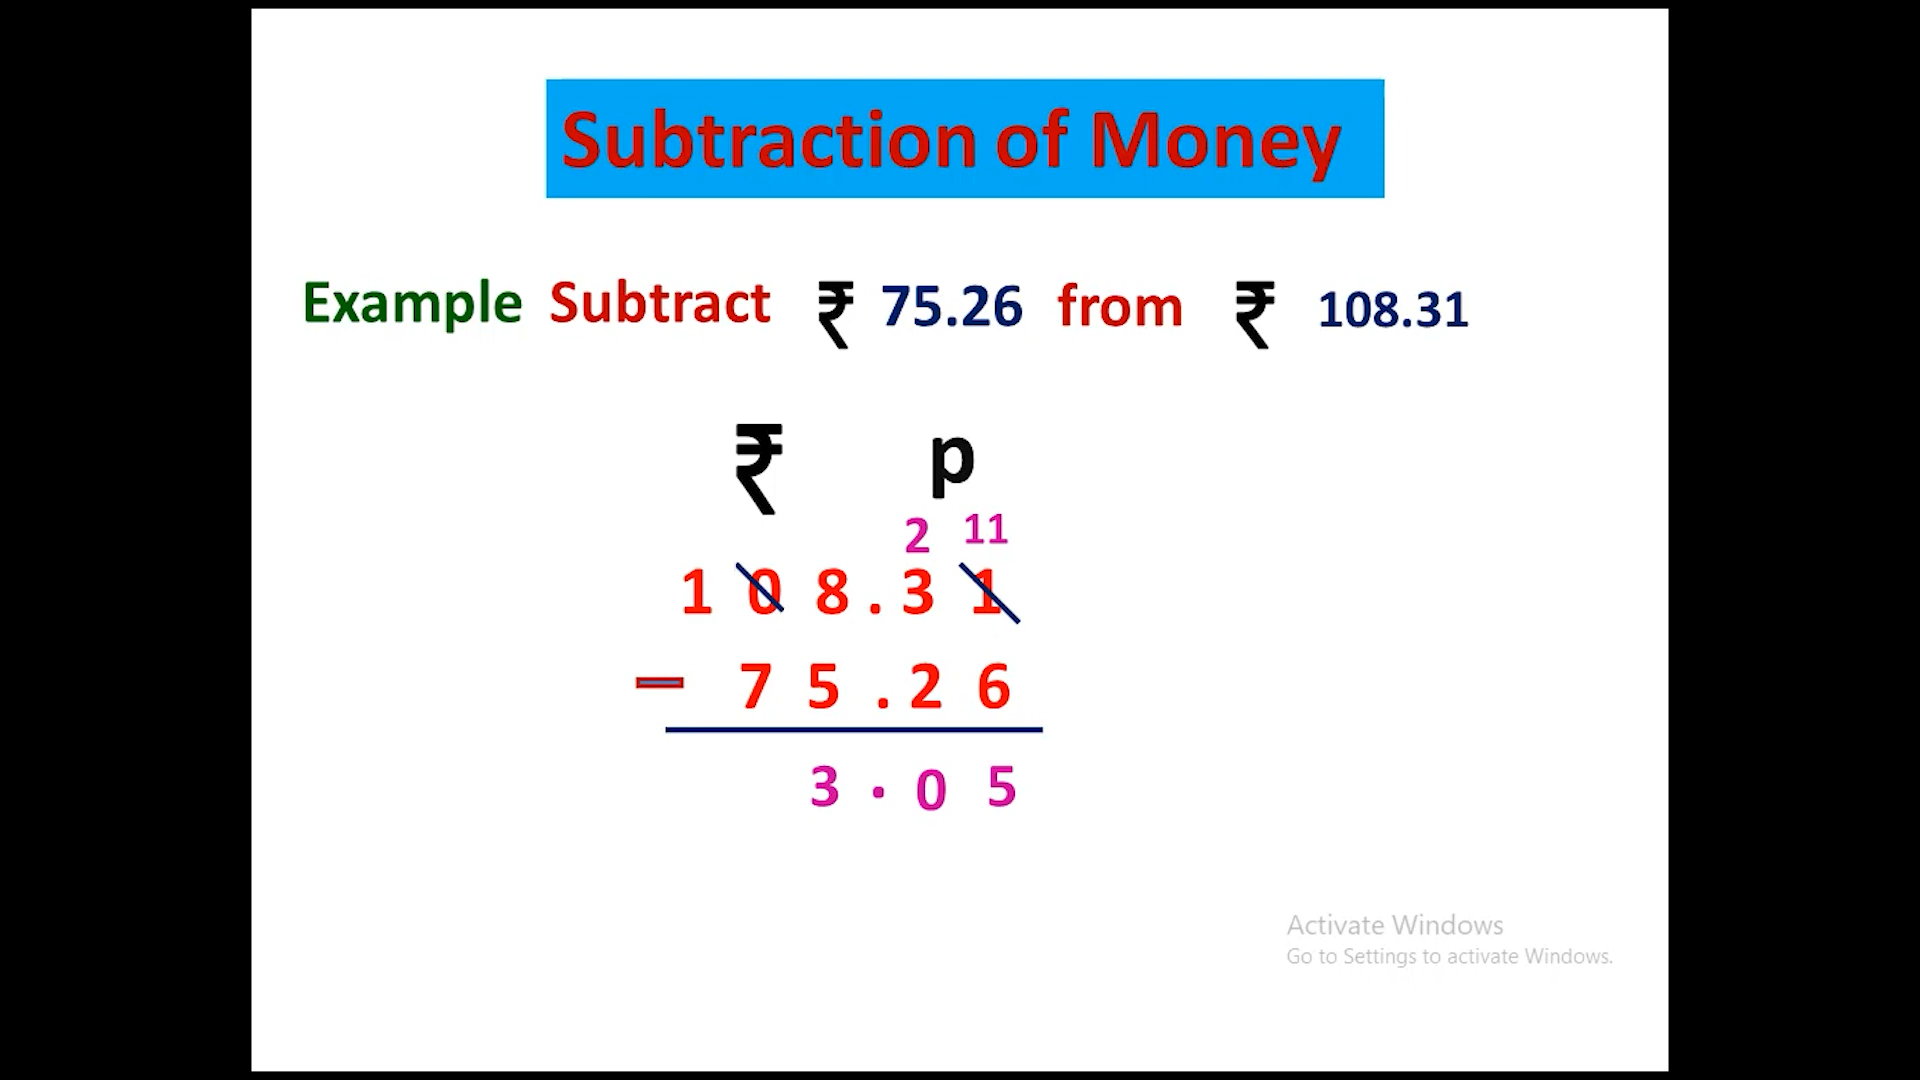 Subtraction of Money
Example Subtract ₹ 75.26 from ₹ 108.31
₹ p
2 11
1 0 8 . 3 1
− 7 5 . 2 6
3 . 0 5
Activate Windows
Go to Settings to activate Windows.